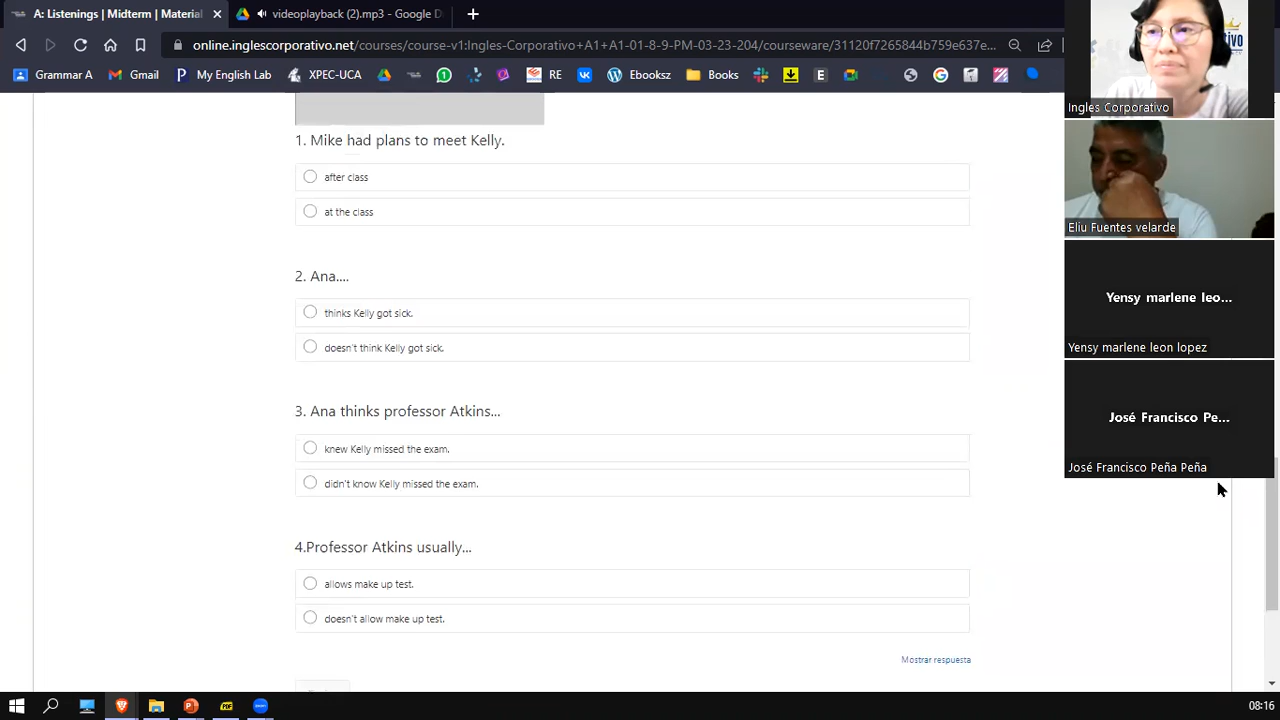 A: Listenings | Midterm | Material
videoplayback (2).mp3 - Google D
online.inglescorporativo.net/courses/course-v1:Ingles-Corporativo+A1+A1-01-8-9-PM-03-23-204/courseware/31120f7265844b759e637e...
Grammar A
Gmail
My English Lab
XPEC-UCA
RE
Ebooksz
Books
1. Mike had plans to meet Kelly.
after class
at the class
2. Ana....
thinks Kelly got sick.
doesn't think Kelly got sick.
3. Ana thinks professor Atkins...
knew Kelly missed the exam.
didn't know Kelly missed the exam.
4.Professor Atkins usually...
allows make up test.
doesn't allow make up test.
Mostrar respuesta
Ingles Corporativo
Eliu Fuentes velarde
Yensy marlene leo...
Yensy marlene leon lopez
José Francisco Pe...
José Francisco Peña Peña
08:16